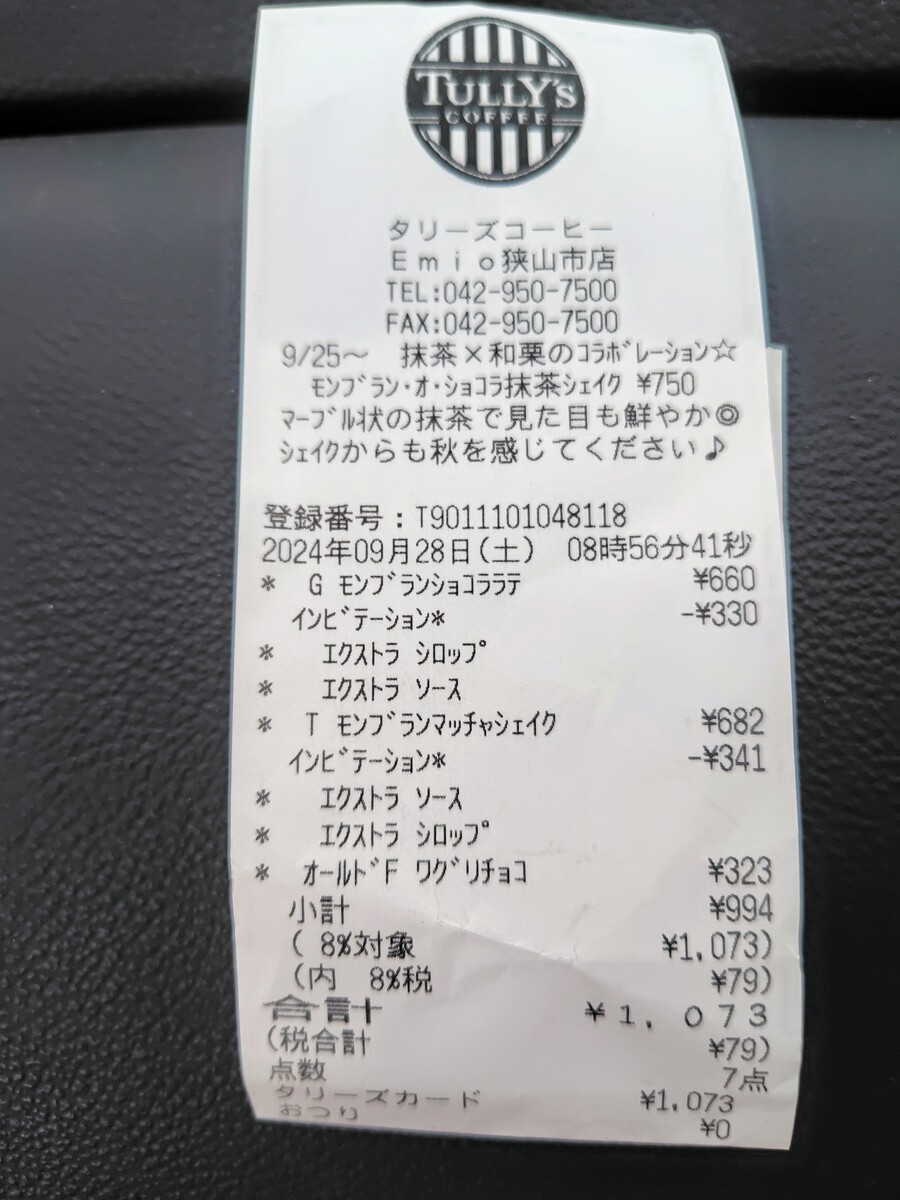 TULLY'S
COFFEE
タリーズコーヒー
Emio狭山市店
TEL:042-950-7500
FAX:042-950-7500
9/25～ 抹茶×和栗のｺﾗﾎﾞﾚｰｼｮﾝ☆
ﾓﾝﾌﾞﾗﾝ･ｵ･ｼｮｺﾗ抹茶ｼｪｲｸ ¥750
ﾏｰﾌﾞﾙ状の抹茶で見た目も鮮やか◎
ｼｪｲｸからも秋を感じてください♪
登録番号：T9011101048118
2024年09月28日(土) 08時56分41秒
* G ﾓﾝﾌﾞﾗﾝｼｮｺﾗﾗﾃ ¥660
ｲﾝﾋﾞﾃｰｼｮﾝ* -¥330
* ｴｸｽﾄﾗ ｼﾛｯﾌﾟ
* ｴｸｽﾄﾗ ｿｰｽ
* T ﾓﾝﾌﾞﾗﾝﾏｯﾁｬｼｪｲｸ ¥682
ｲﾝﾋﾞﾃｰｼｮﾝ* -¥341
* ｴｸｽﾄﾗ ｿｰｽ
* ｴｸｽﾄﾗ ｼﾛｯﾌﾟ
* ｵｰﾙﾄﾞF ﾜｸﾞﾘﾁｮｺ ¥323
小計 ¥994
( 8%対象 ¥1,073)
(内 8%税 ¥79)
合計 ¥1,073
(税合計 ¥79)
点数 7点
タリーズカード ¥1,073
おつり ¥0